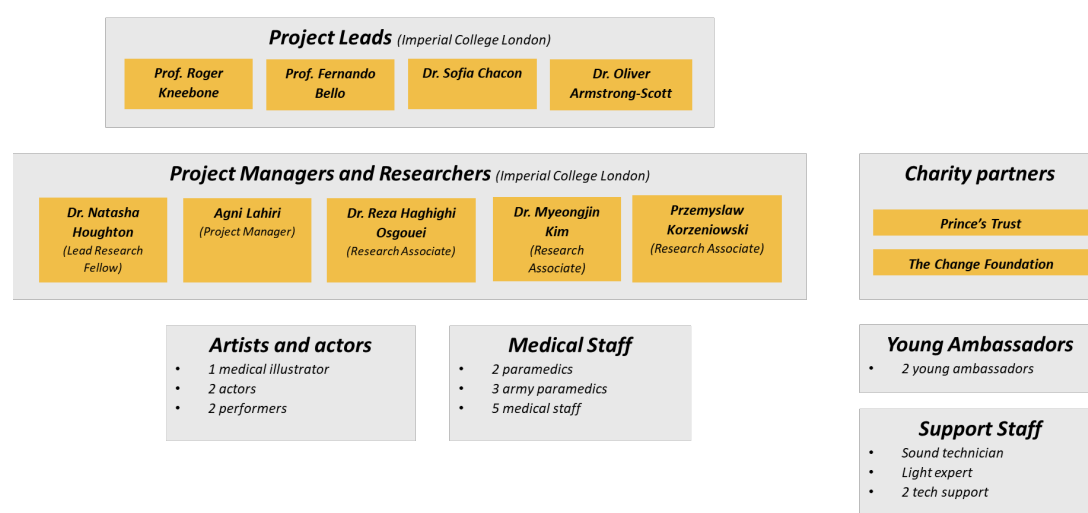 Project Leads (Imperial College London)
Prof. Roger
Kneebone
Prof. Fernando
Bello
Dr. Sofia Chacon
Dr. Oliver
Armstrong-Scott
Project Managers and Researchers (Imperial College London)
Dr. Natasha
Houghton
(Lead Research
Fellow)
Agni Lahiri
(Project Manager)
Dr. Reza Haghighi
Osgouei
(Research Associate)
Dr. Myeongjin
Kim
(Research
Associate)
Przemyslaw
Korzeniowski
(Research Associate)
Charity partners
Prince's Trust
The Change Foundation
Artists and actors
• 1 medical illustrator
• 2 actors
• 2 performers
Medical Staff
• 2 paramedics
• 3 army paramedics
• 5 medical staff
Young Ambassadors
• 2 young ambassadors
Support Staff
• Sound technician
• Light expert
• 2 tech support